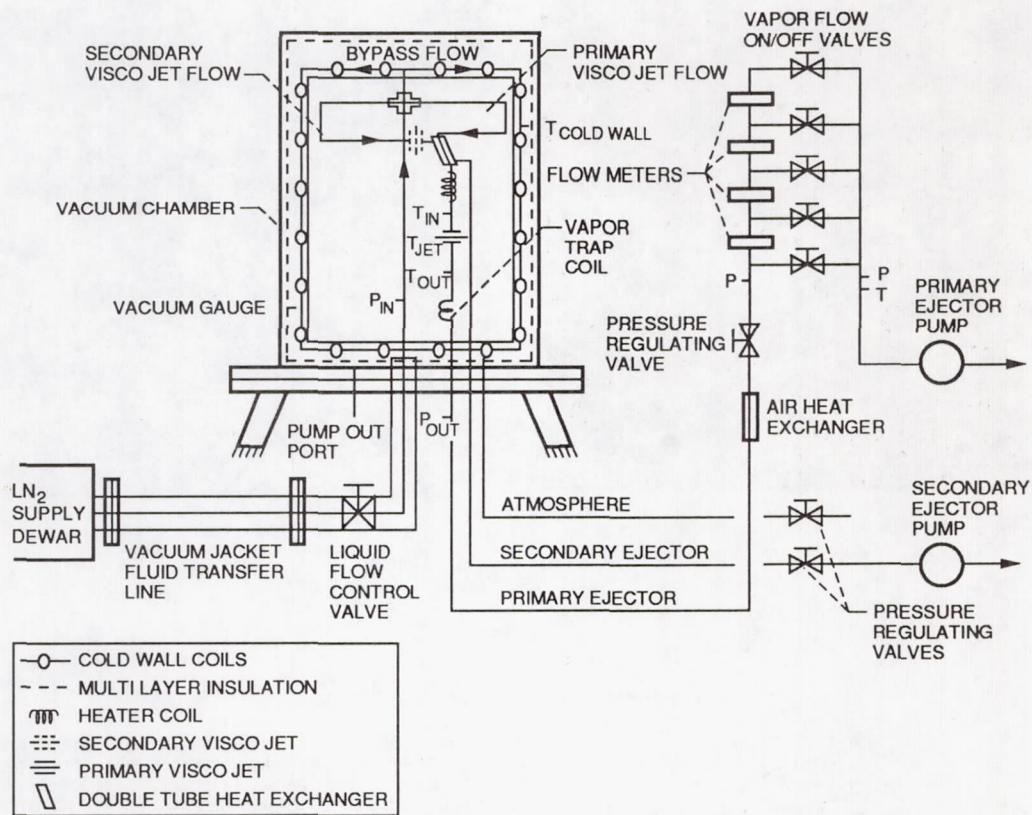 SECONDARY
VISCO JET FLOW
BYPASS FLOW
PRIMARY
VISCO JET FLOW
VAPOR FLOW
ON/OFF VALVES
T COLD WALL
FLOW METERS
VACUUM CHAMBER
T IN
T JET
T OUT
VAPOR
TRAP
COIL
VACUUM GAUGE
P IN
P
P
T
PRIMARY
EJECTOR
PUMP
PRESSURE
REGULATING
VALVE
PUMP OUT
PORT
P OUT
AIR HEAT
EXCHANGER
LN2
SUPPLY
DEWAR
VACUUM JACKET
FLUID TRANSFER
LINE
LIQUID
FLOW
CONTROL
VALVE
ATMOSPHERE
SECONDARY EJECTOR
PRIMARY EJECTOR
SECONDARY
EJECTOR
PUMP
PRESSURE
REGULATING
VALVES
COLD WALL COILS
MULTI LAYER INSULATION
HEATER COIL
SECONDARY VISCO JET
PRIMARY VISCO JET
DOUBLE TUBE HEAT EXCHANGER